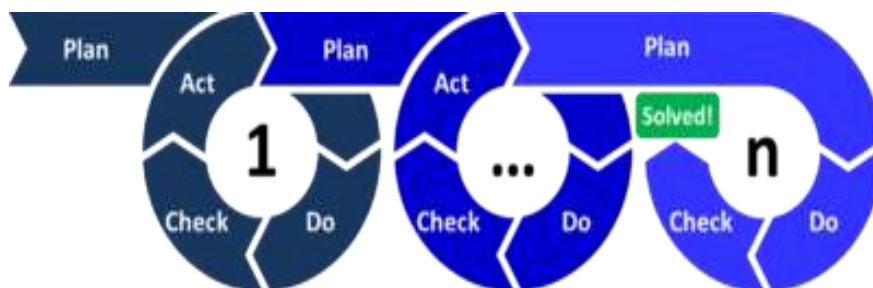 Plan
Plan
Plan
Act
Act
Solved!
1
...
n
Check
Do
Check
Do
Check
Do